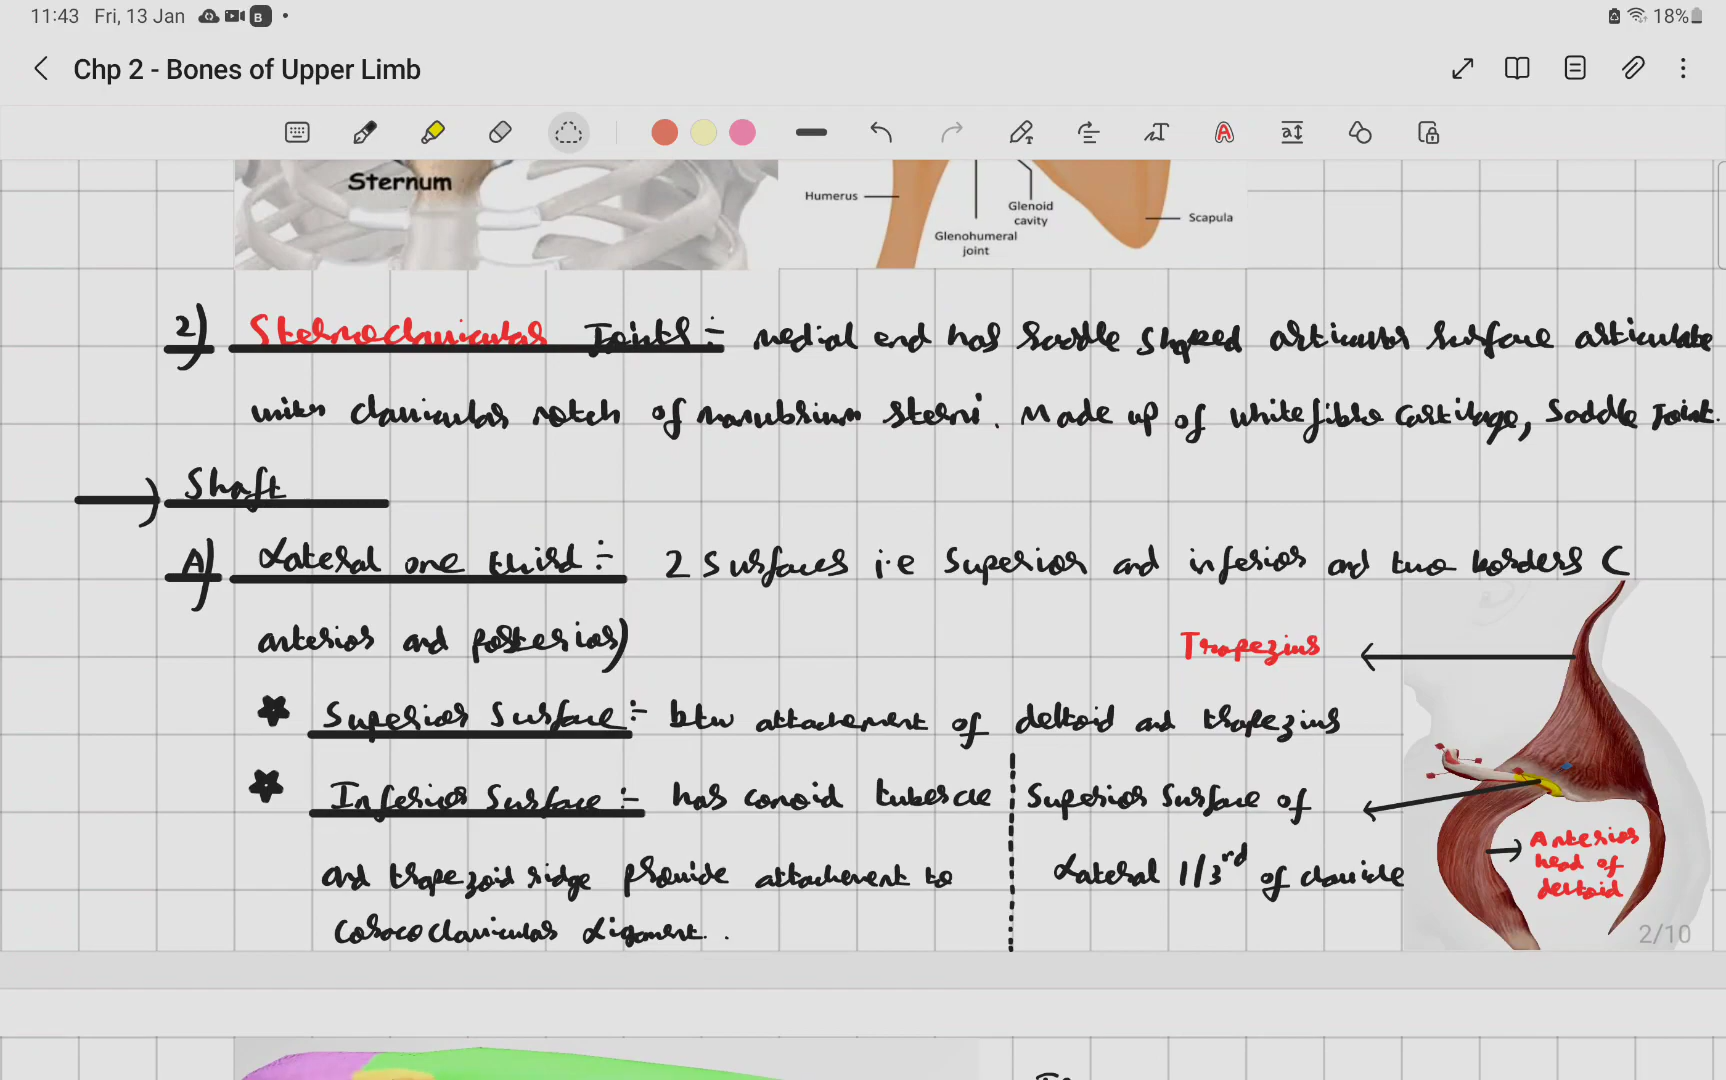 11:43 Fri, 13 Jan B 18%
Chp 2 - Bones of Upper Limb
Sternum
Humerus
Glenoid cavity
Glenohumeral joint
Scapula
2) Sternoclavicular Joints :- medial end has saddle shaped articular surface articulate
with clavicular notch of manubrium sterni. Made up of white fibro cartilage, saddle joint.
→ Shaft
A) Lateral one third :- 2 surfaces i.e superior and inferior and two borders (
anterior and posterior)
Trapezius
★ Superior surface :- btw attachement of deltoid and trapezius
★ Inferior surface :- has conoid tubercle
and trapezoid ridge provide attachement to
coracoclavicular ligament.
Superior surface of
Lateral 1/3rd of clavicle
Anterior
head of
deltoid
2/10